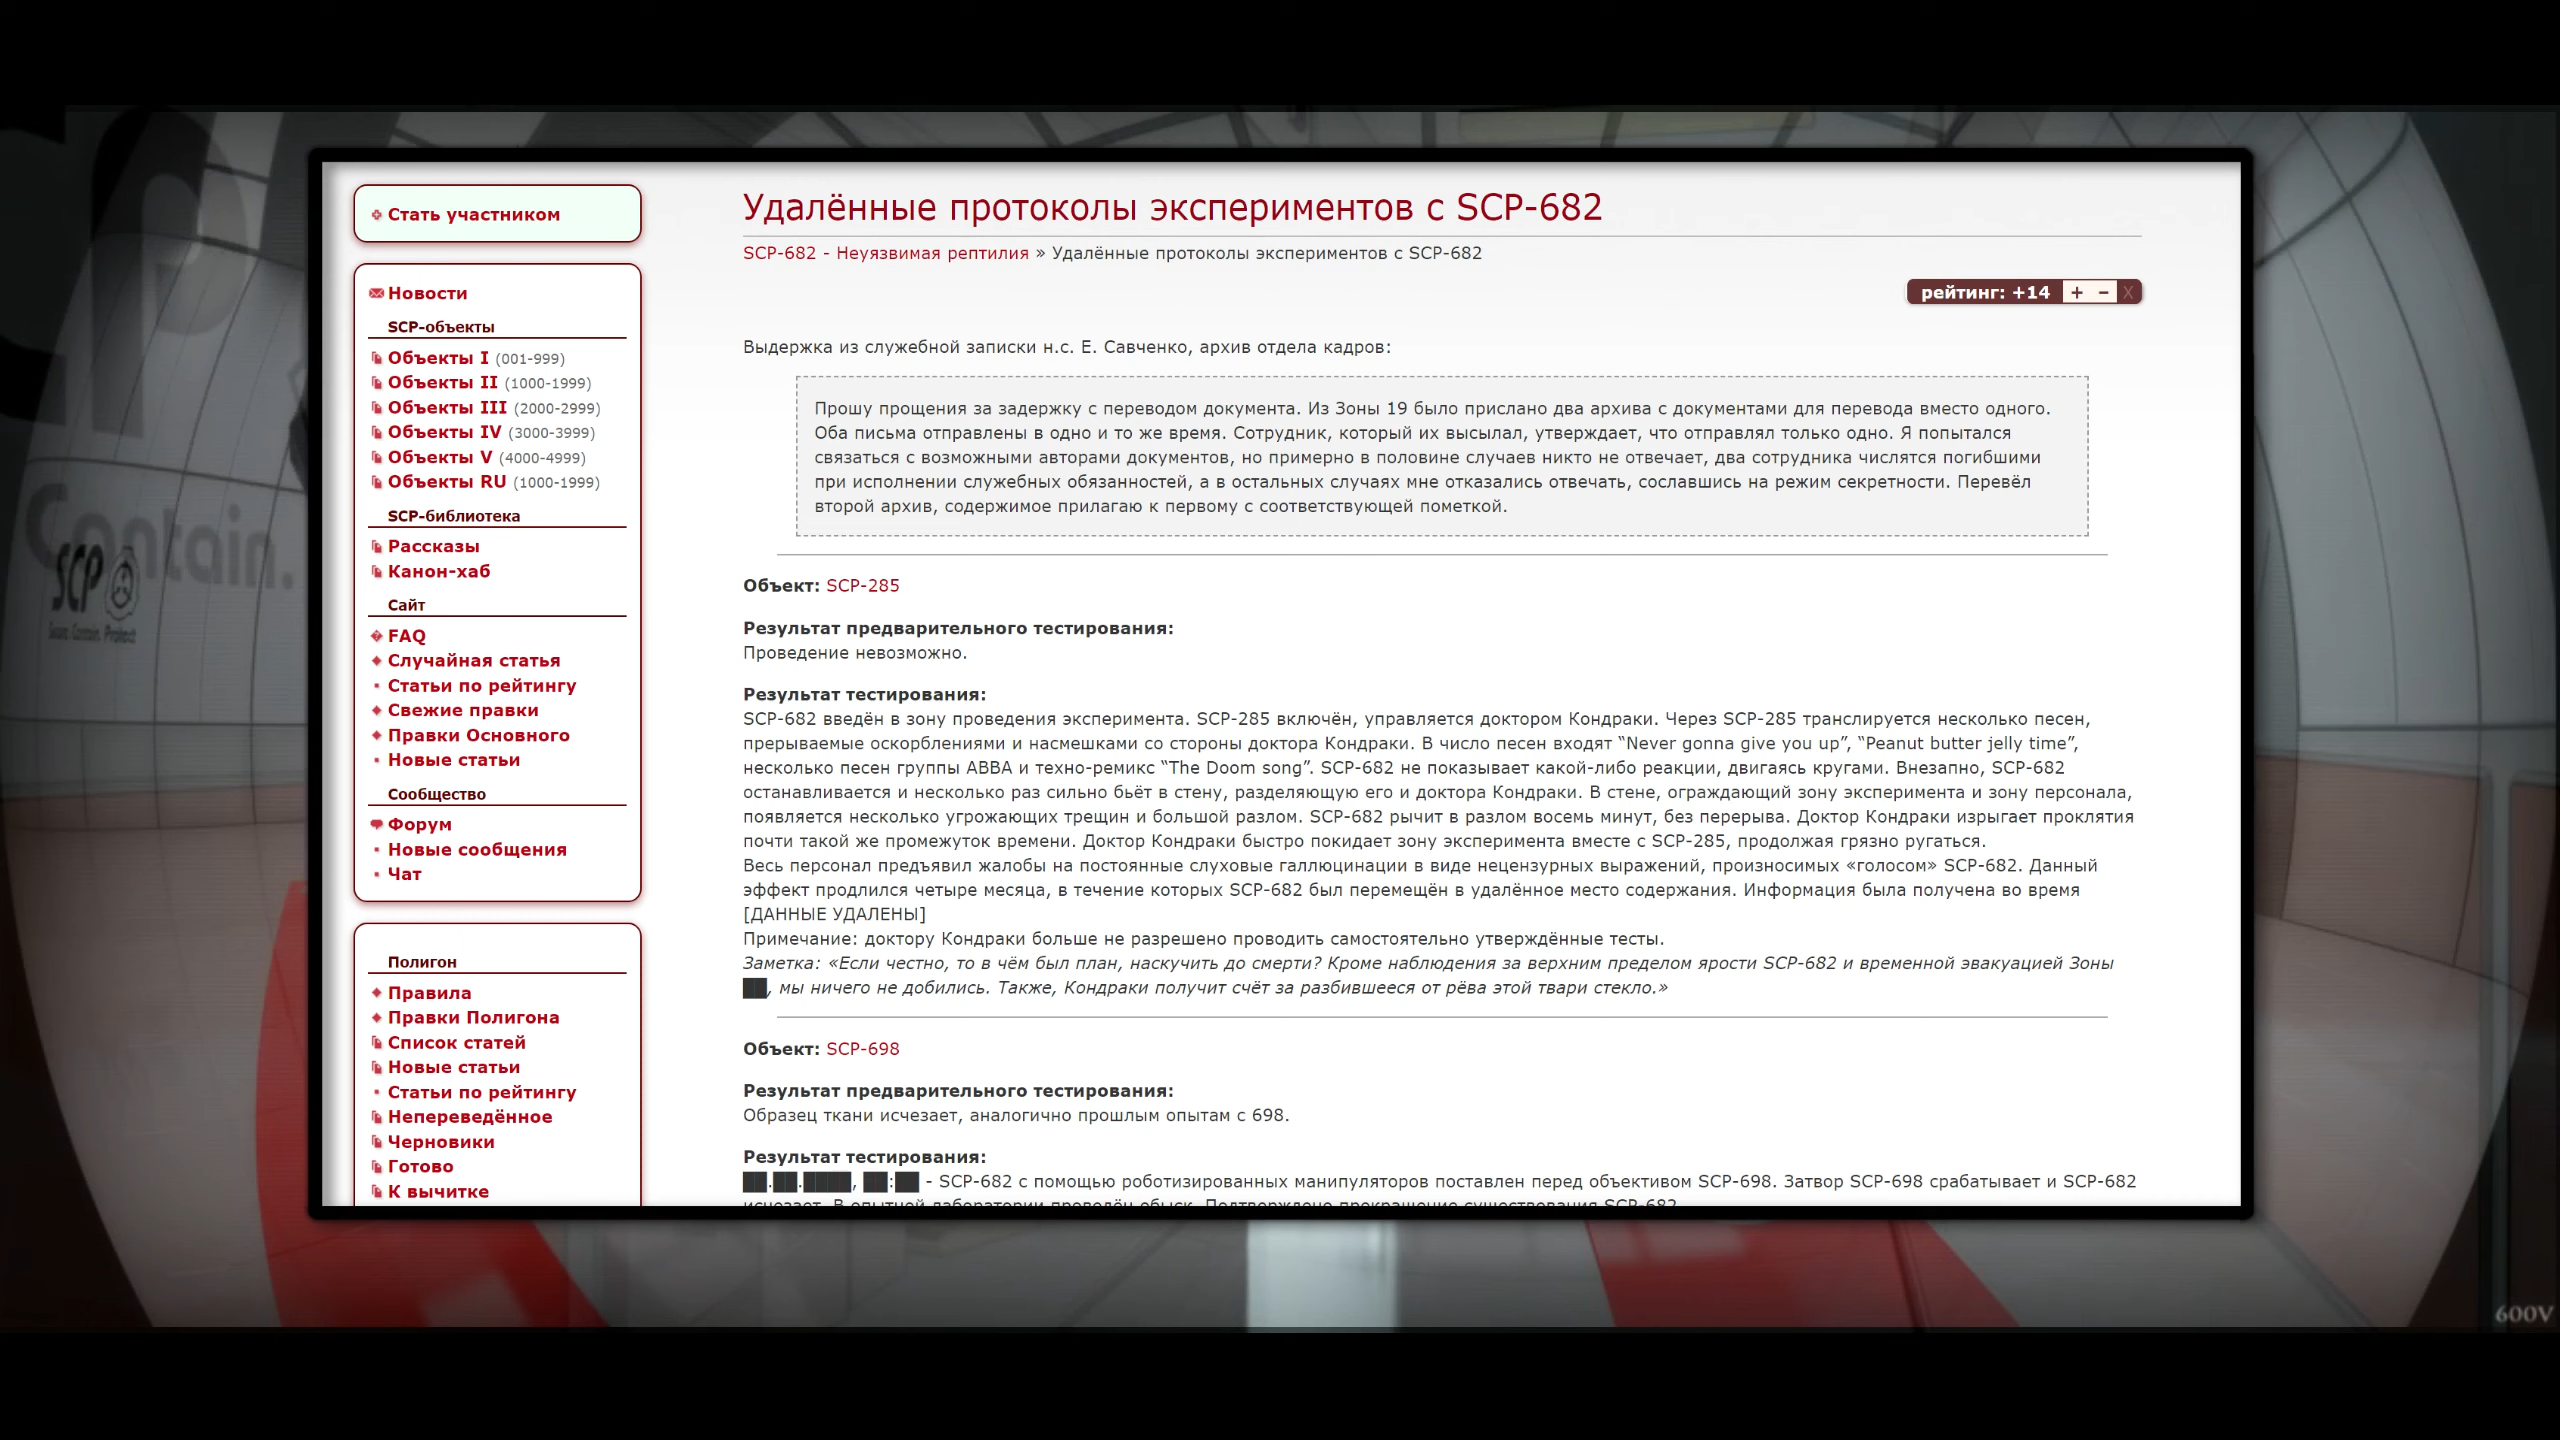 Contain.
SCP
Secure. Contain. Protect
Стать участником
Новости
SCP-объекты
Объекты I (001-999)
Объекты II (1000-1999)
Объекты III (2000-2999)
Объекты IV (3000-3999)
Объекты V (4000-4999)
Объекты RU (1000-1999)
SCP-библиотека
Рассказы
Канон-хаб
Сайт
FAQ
Случайная статья
Статьи по рейтингу
Свежие правки
Правки Основного
Новые статьи
Сообщество
Форум
Новые сообщения
Чат
Полигон
Правила
Правки Полигона
Список статей
Новые статьи
Статьи по рейтингу
Непереведённое
Черновики
Готово
К вычитке
Удалённые протоколы экспериментов с SCP-682
SCP-682 - Неуязвимая рептилия » Удалённые протоколы экспериментов с SCP-682
рейтинг: +14 + – X
Выдержка из служебной записки н.с. Е. Савченко, архив отдела кадров:
Прошу прощения за задержку с переводом документа. Из Зоны 19 было прислано два архива с документами для перевода вместо одного.
Оба письма отправлены в одно и то же время. Сотрудник, который их высылал, утверждает, что отправлял только одно. Я попытался
связаться с возможными авторами документов, но примерно в половине случаев никто не отвечает, два сотрудника числятся погибшими
при исполнении служебных обязанностей, а в остальных случаях мне отказались отвечать, сославшись на режим секретности. Перевёл
второй архив, содержимое прилагаю к первому с соответствующей пометкой.
Объект: SCP-285
Результат предварительного тестирования:
Проведение невозможно.
Результат тестирования:
SCP-682 введён в зону проведения эксперимента. SCP-285 включён, управляется доктором Кондраки. Через SCP-285 транслируется несколько песен,
прерываемые оскорблениями и насмешками со стороны доктора Кондраки. В число песен входят “Never gonna give you up”, “Peanut butter jelly time”,
несколько песен группы ABBA и техно-ремикс “The Doom song”. SCP-682 не показывает какой-либо реакции, двигаясь кругами. Внезапно, SCP-682
останавливается и несколько раз сильно бьёт в стену, разделяющую его и доктора Кондраки. В стене, ограждающий зону эксперимента и зону персонала,
появляется несколько угрожающих трещин и большой разлом. SCP-682 рычит в разлом восемь минут, без перерыва. Доктор Кондраки изрыгает проклятия
почти такой же промежуток времени. Доктор Кондраки быстро покидает зону эксперимента вместе с SCP-285, продолжая грязно ругаться.
Весь персонал предъявил жалобы на постоянные слуховые галлюцинации в виде нецензурных выражений, произносимых «голосом» SCP-682. Данный
эффект продлился четыре месяца, в течение которых SCP-682 был перемещён в удалённое место содержания. Информация была получена во время
[ДАННЫЕ УДАЛЕНЫ]
Примечание: доктору Кондраки больше не разрешено проводить самостоятельно утверждённые тесты.
Заметка: «Если честно, то в чём был план, наскучить до смерти? Кроме наблюдения за верхним пределом ярости SCP-682 и временной эвакуацией Зоны
██, мы ничего не добились. Также, Кондраки получит счёт за разбившееся от рёва этой твари стекло.»
Объект: SCP-698
Результат предварительного тестирования:
Образец ткани исчезает, аналогично прошлым опытам с 698.
Результат тестирования:
██.██.████, ██:██ - SCP-682 с помощью роботизированных манипуляторов поставлен перед объективом SCP-698. Затвор SCP-698 срабатывает и SCP-682
исчезает. В опытной лаборатории проведён обыск. Подтверждено прекращение существования SCP-682
600V